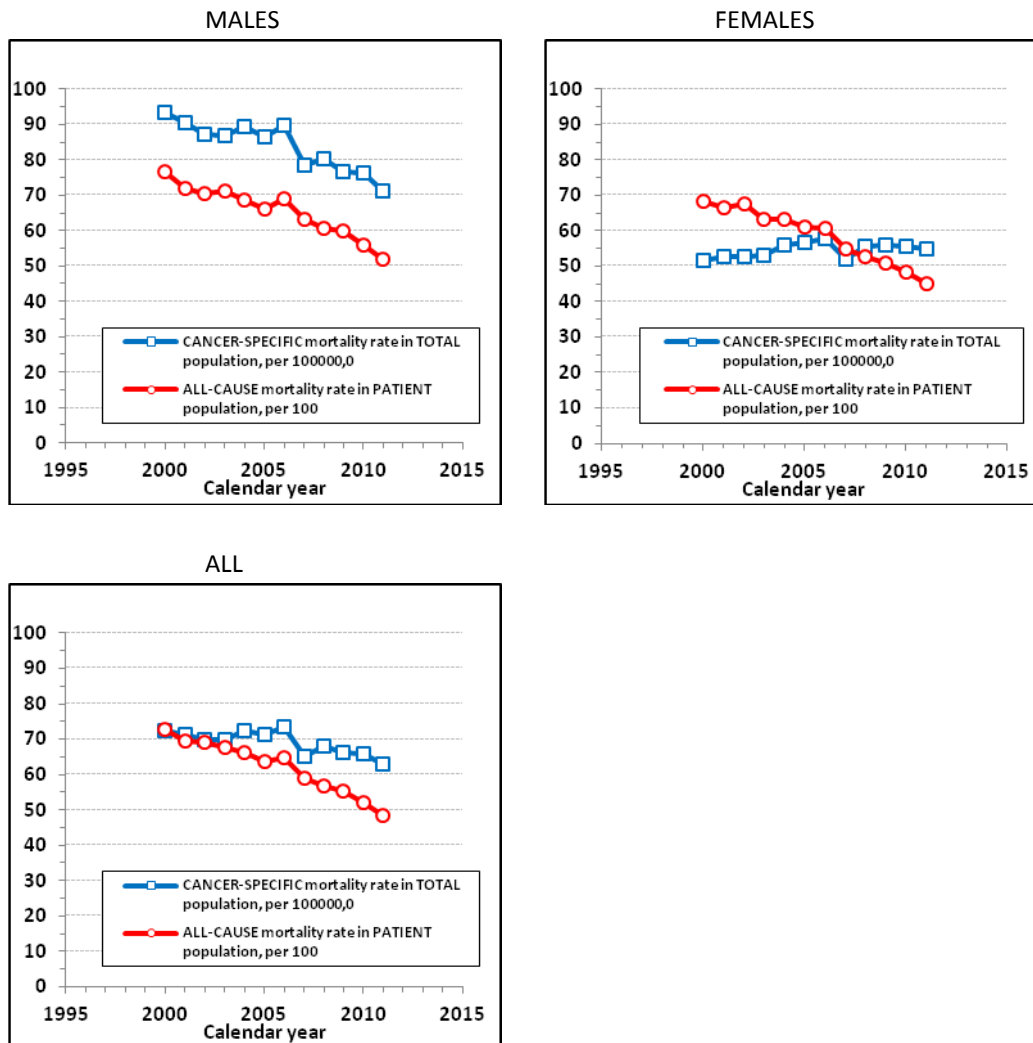 MALES
100
90
80
70
60
50
40
30
20
10
0
CANCER-SPECIFIC mortality rate in TOTAL
population, per 100000,0
ALL-CAUSE mortality rate in PATIENT
population, per 100
1995 2000 2005 2010 2015
Calendar year
FEMALES
100
90
80
70
60
50
40
30
20
10
0
CANCER-SPECIFIC mortality rate in TOTAL
population, per 100000,0
ALL-CAUSE mortality rate in PATIENT
population, per 100
1995 2000 2005 2010 2015
Calendar year
ALL
100
90
80
70
60
50
40
30
20
10
0
CANCER-SPECIFIC mortality rate in TOTAL
population, per 100000,0
ALL-CAUSE mortality rate in PATIENT
population, per 100
1995 2000 2005 2010 2015
Calendar year